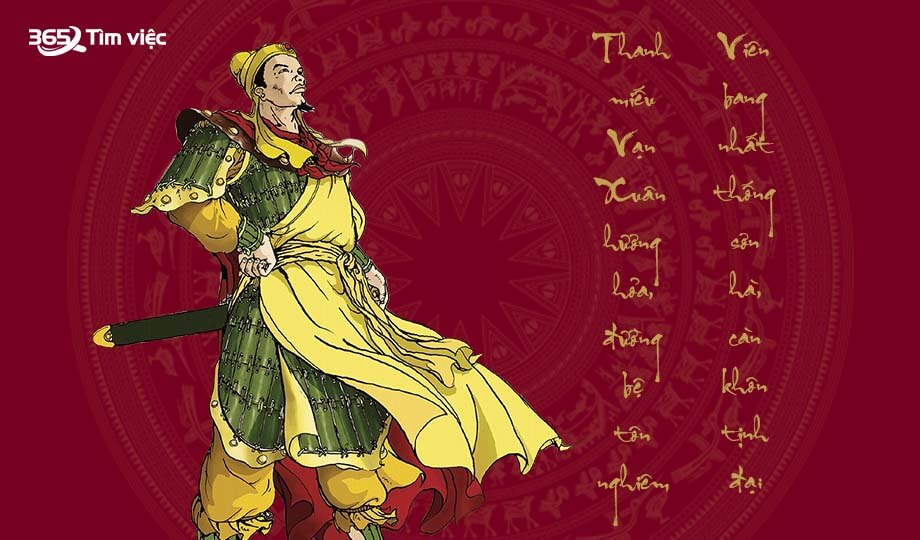 365 Tìm việc
Thanh miếu Vạn Xuân hương hỏa, đường bệ tôn nghiêm
Viên bang nhất thống sơn hà, càn khôn tịnh đại